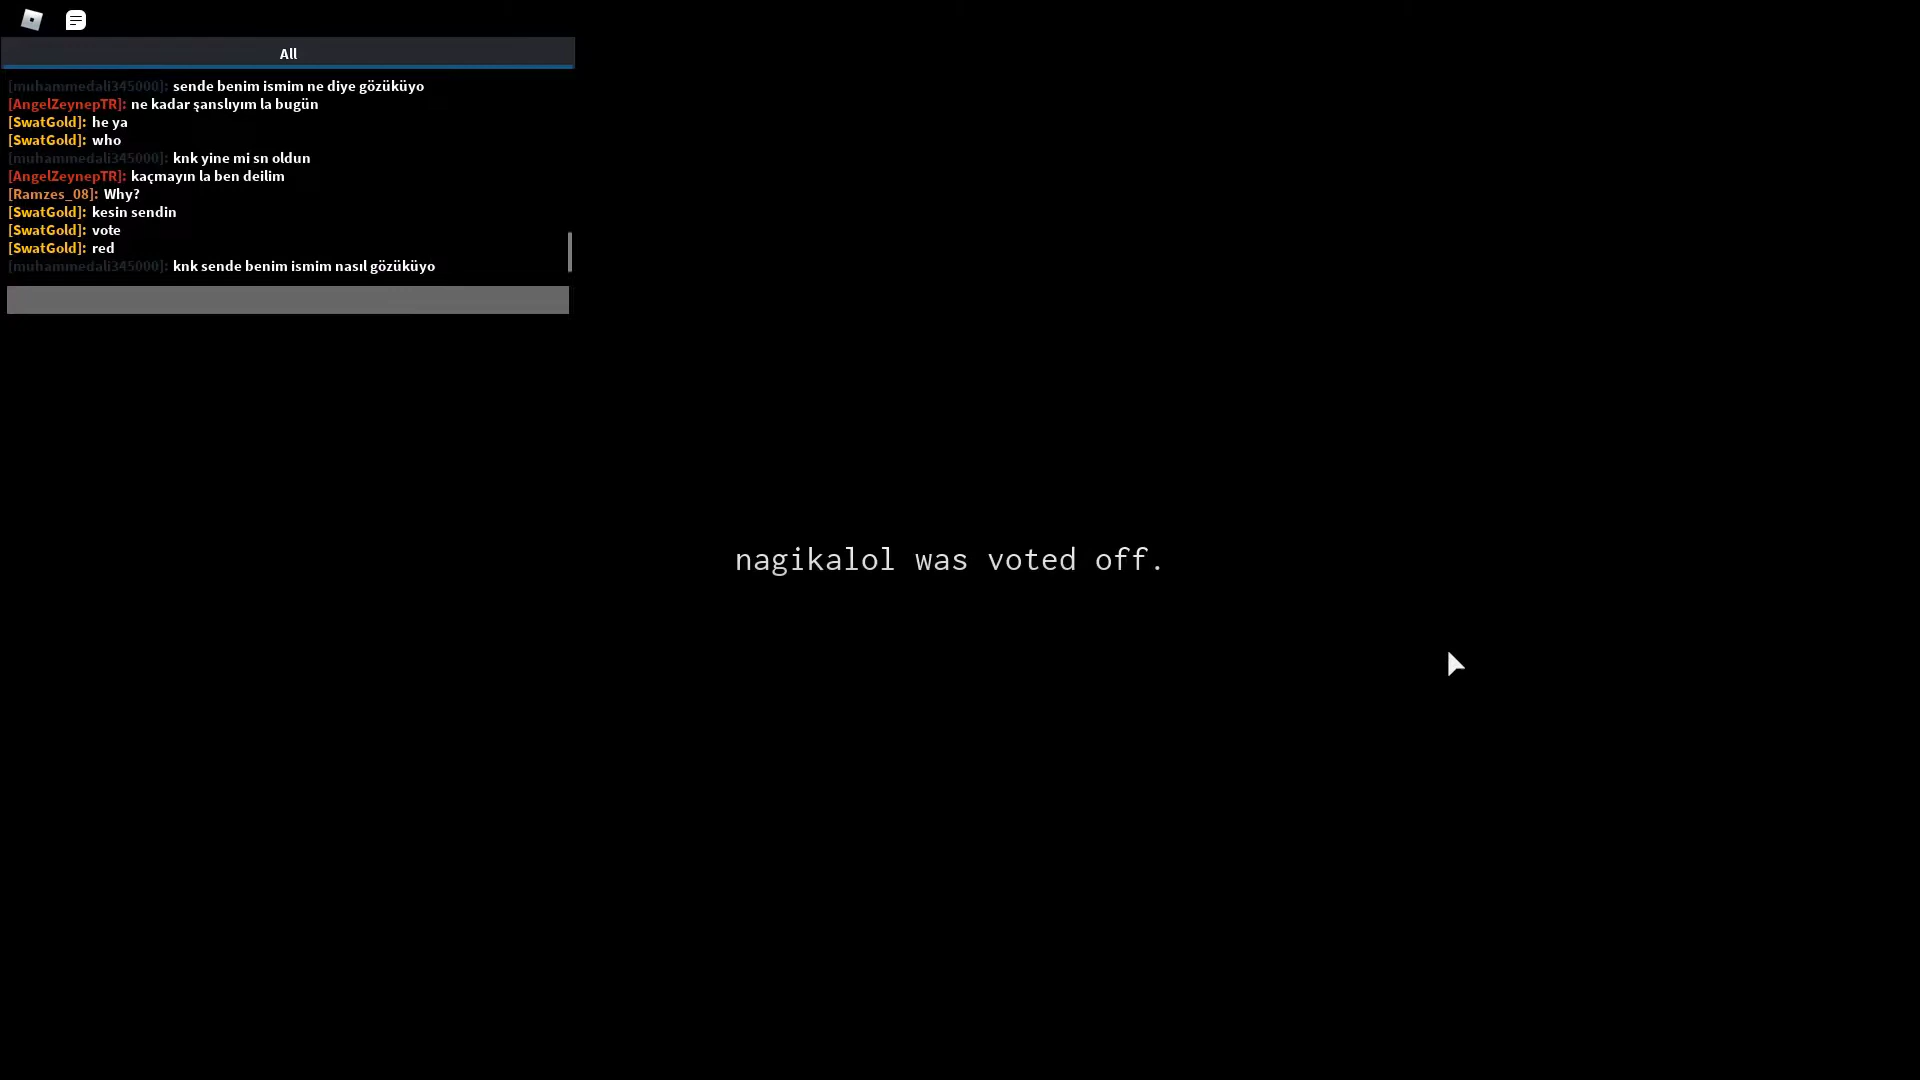 All
[muhammedali345000]: sende benim ismim ne diye gözüküyo
[AngelZeynepTR]: ne kadar şanslıyım la bugün
[SwatGold]: he ya
[SwatGold]: who
[muhammedali345000]: knk yine mi sn oldun
[AngelZeynepTR]: kaçmayın la ben deilim
[Ramzes_08]: Why?
[SwatGold]: kesin sendin
[SwatGold]: vote
[SwatGold]: red
[muhammedali345000]: knk sende benim ismim nasıl gözüküyo
nagikalol was voted off.